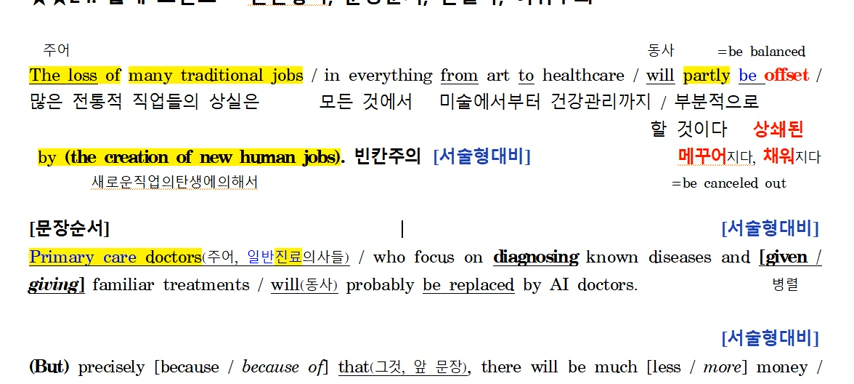 주어 동사 =be balanced
The loss of many traditional jobs / in everything from art to healthcare / will partly be offset /
많은 전통적 직업들의 상실은 모든 것에서 미술에서부터 건강관리까지 / 부분적으로
할 것이다 상쇄된
by (the creation of new human jobs). 빈칸주의 [서술형대비] 메꾸어지다, 채워지다
새로운직업의탄생에의해서 =be canceled out
[문장순서] | [서술형대비]
Primary care doctors(주어, 일반진료의사들) / who focus on diagnosing known diseases and [given /
giving] familiar treatments / will(동사) probably be replaced by AI doctors. 병렬
[서술형대비]
(But) precisely [because / because of] that(그것, 앞 문장), there will be much [less / more] money /